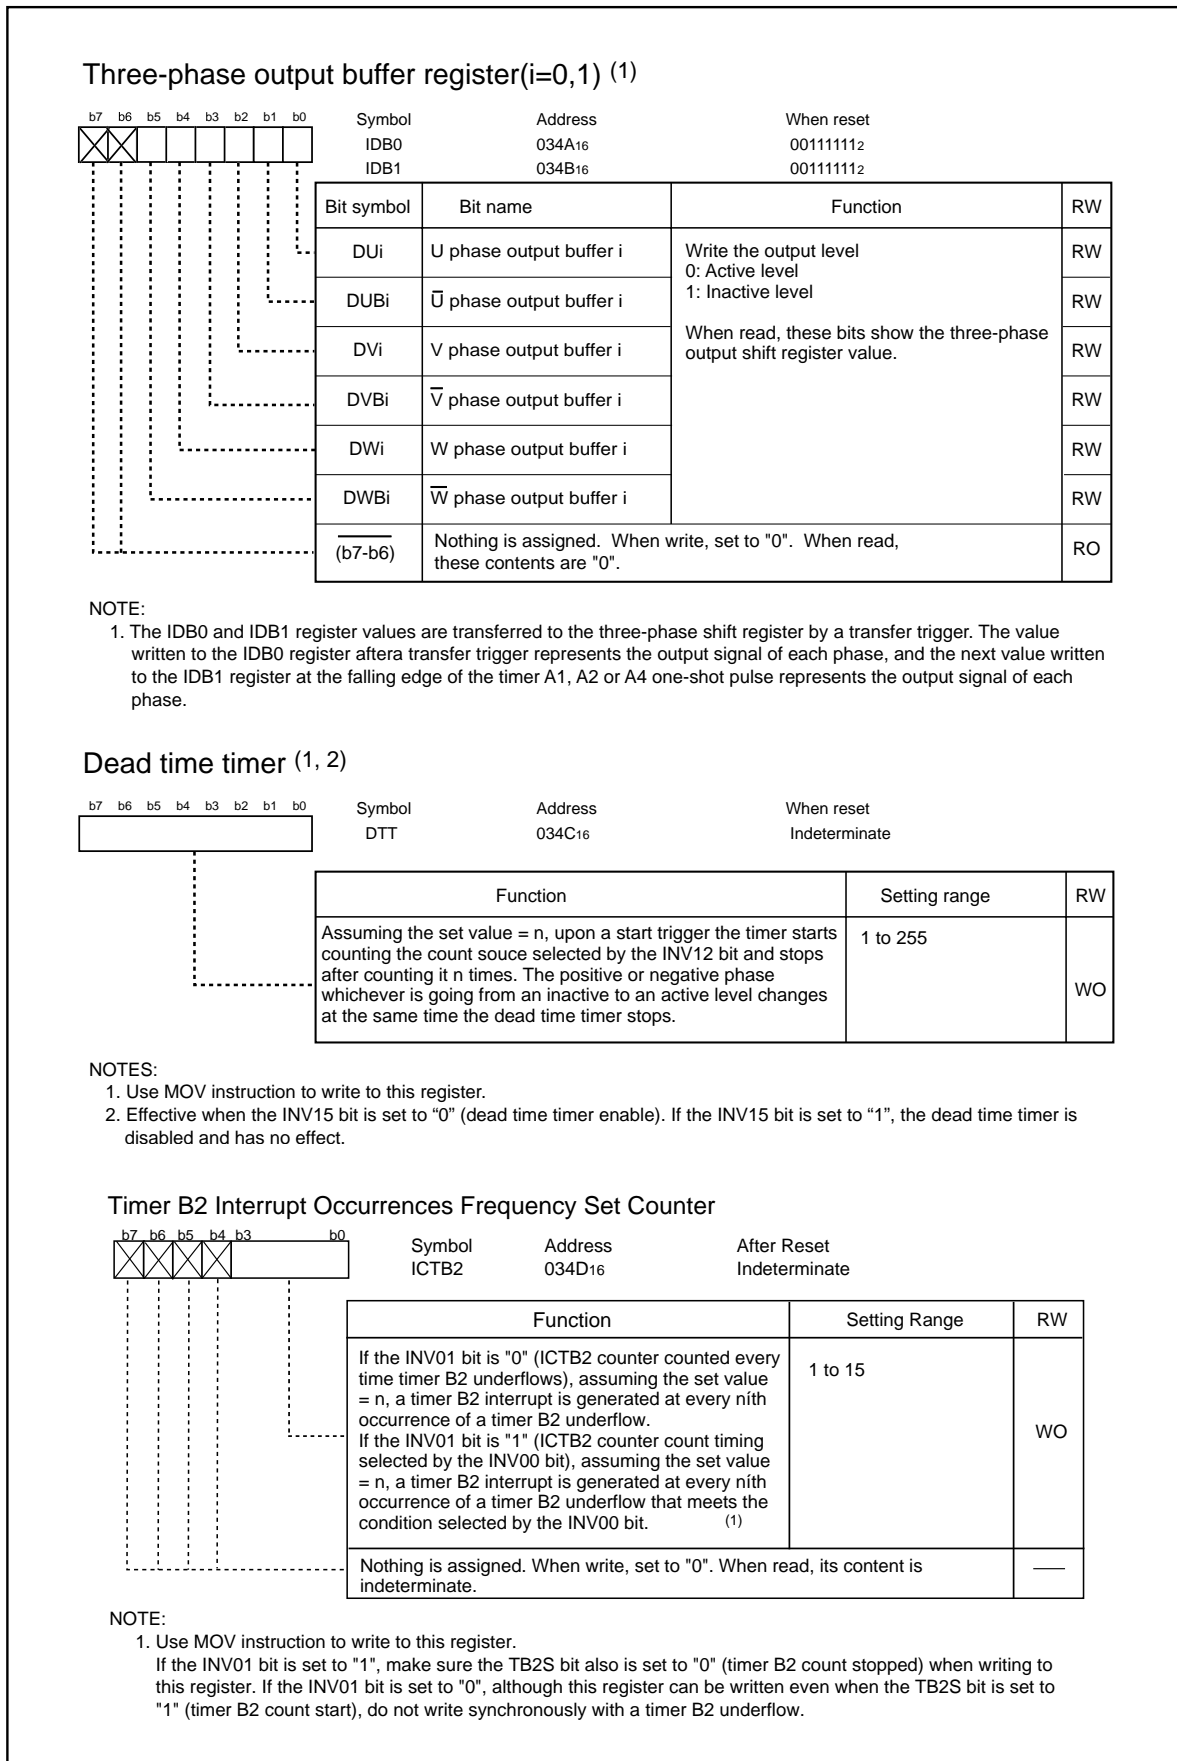 Three-phase output buffer register(i=0,1) (1)
b7 b6 b5 b4 b3 b2 b1 b0
Symbol Address When reset
IDB0 034A16 001111112
IDB1 034B16 001111112
Bit symbol Bit name Function RW
DUi U phase output buffer i RW
Write the output level
0: Active level
1: Inactive level
DUBi U̅ phase output buffer i RW
When read, these bits show the three-phase
output shift register value.
DVi V phase output buffer i RW
DVBi V̅ phase output buffer i RW
DWi W phase output buffer i RW
DWBi W̅ phase output buffer i RW
(b7-b6) Nothing is assigned. When write, set to "0". When read,
these contents are "0". RO
NOTE:
1. The IDB0 and IDB1 register values are transferred to the three-phase shift register by a transfer trigger. The value
written to the IDB0 register aftera transfer trigger represents the output signal of each phase, and the next value written
to the IDB1 register at the falling edge of the timer A1, A2 or A4 one-shot pulse represents the output signal of each
phase.
Dead time timer (1, 2)
b7 b6 b5 b4 b3 b2 b1 b0
Symbol Address When reset
DTT 034C16 Indeterminate
Function Setting range RW
Assuming the set value = n, upon a start trigger the timer starts
counting the count souce selected by the INV12 bit and stops
after counting it n times. The positive or negative phase
whichever is going from an inactive to an active level changes
at the same time the dead time timer stops.
1 to 255
WO
NOTES:
1. Use MOV instruction to write to this register.
2. Effective when the INV15 bit is set to “0” (dead time timer enable). If the INV15 bit is set to “1”, the dead time timer is
disabled and has no effect.
Timer B2 Interrupt Occurrences Frequency Set Counter
b7 b6 b5 b4 b3 b0
Symbol Address After Reset
ICTB2 034D16 Indeterminate
Function Setting Range RW
If the INV01 bit is "0" (ICTB2 counter counted every
time timer B2 underflows), assuming the set value
= n, a timer B2 interrupt is generated at every níth
occurrence of a timer B2 underflow.
If the INV01 bit is "1" (ICTB2 counter count timing
selected by the INV00 bit), assuming the set value
= n, a timer B2 interrupt is generated at every níth
occurrence of a timer B2 underflow that meets the
condition selected by the INV00 bit. (1)
1 to 15
WO
Nothing is assigned. When write, set to "0". When read, its content is
indeterminate.
NOTE:
1. Use MOV instruction to write to this register.
If the INV01 bit is set to "1", make sure the TB2S bit also is set to "0" (timer B2 count stopped) when writing to
this register. If the INV01 bit is set to "0", although this register can be written even when the TB2S bit is set to
"1" (timer B2 count start), do not write synchronously with a timer B2 underflow.